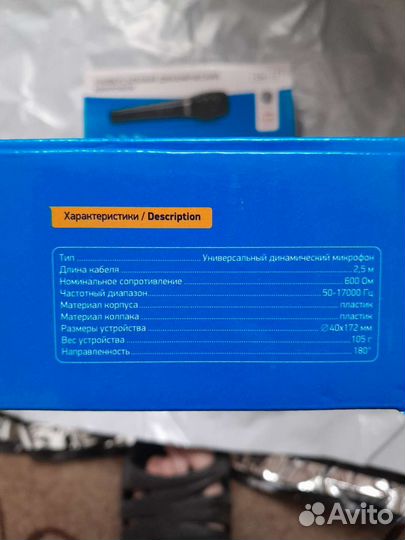 Характеристики / Description
Тип Универсальный динамический микрофон
Длина кабеля 2,5 м
Номинальное сопротивление 600 Ом
Частотный диапазон 50-17000 Гц
Материал корпуса пластик
Материал колпака пластик
Размеры устройства ∅40x172 мм
Вес устройства 105 г
Направленность 180°
Avito